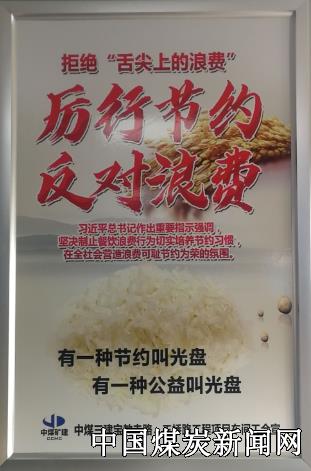 拒绝“舌尖上的浪费”
厉行节约
反对浪费
习近平总书记作出重要指示强调，
坚决制止餐饮浪费行为切实培养节约习惯，
在全社会营造浪费可耻节约为荣的氛围。
有一种节约叫光盘
有一种公益叫光盘
中煤矿建
CCMC
中国煤炭新闻网